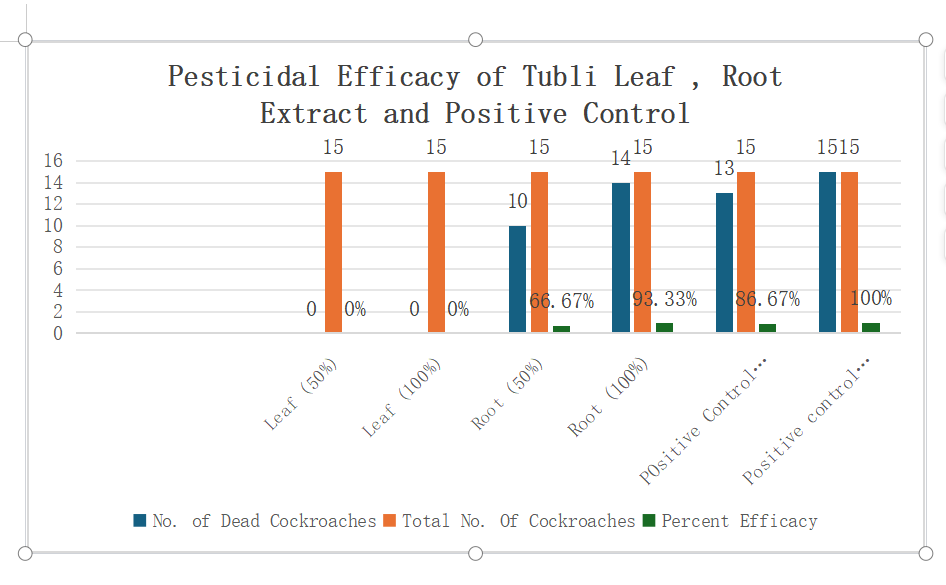 Pesticidal Efficacy of Tubli Leaf , Root
Extract and Positive Control
16
14
12
10
8
6
4
2
0
0 15 0%
0 15 0%
10 15 66.67%
14 15 93.33%
13 15 86.67%
15 15 100%
Leaf (50%)
Leaf (100%)
Root (50%)
Root (100%)
POsitive Control…
Positive control…
No. of Dead Cockroaches Total No. Of Cockroaches Percent Efficacy